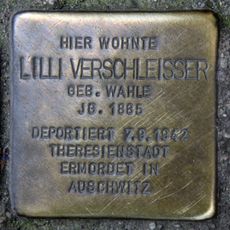 HIER WOHNTE
LILLI VERSCHLEISSER
GEB. WAHLE
JG. 1885
DEPORTIERT 7.9.1942
THERESIENSTADT
ERMORDET IN
AUSCHWITZ